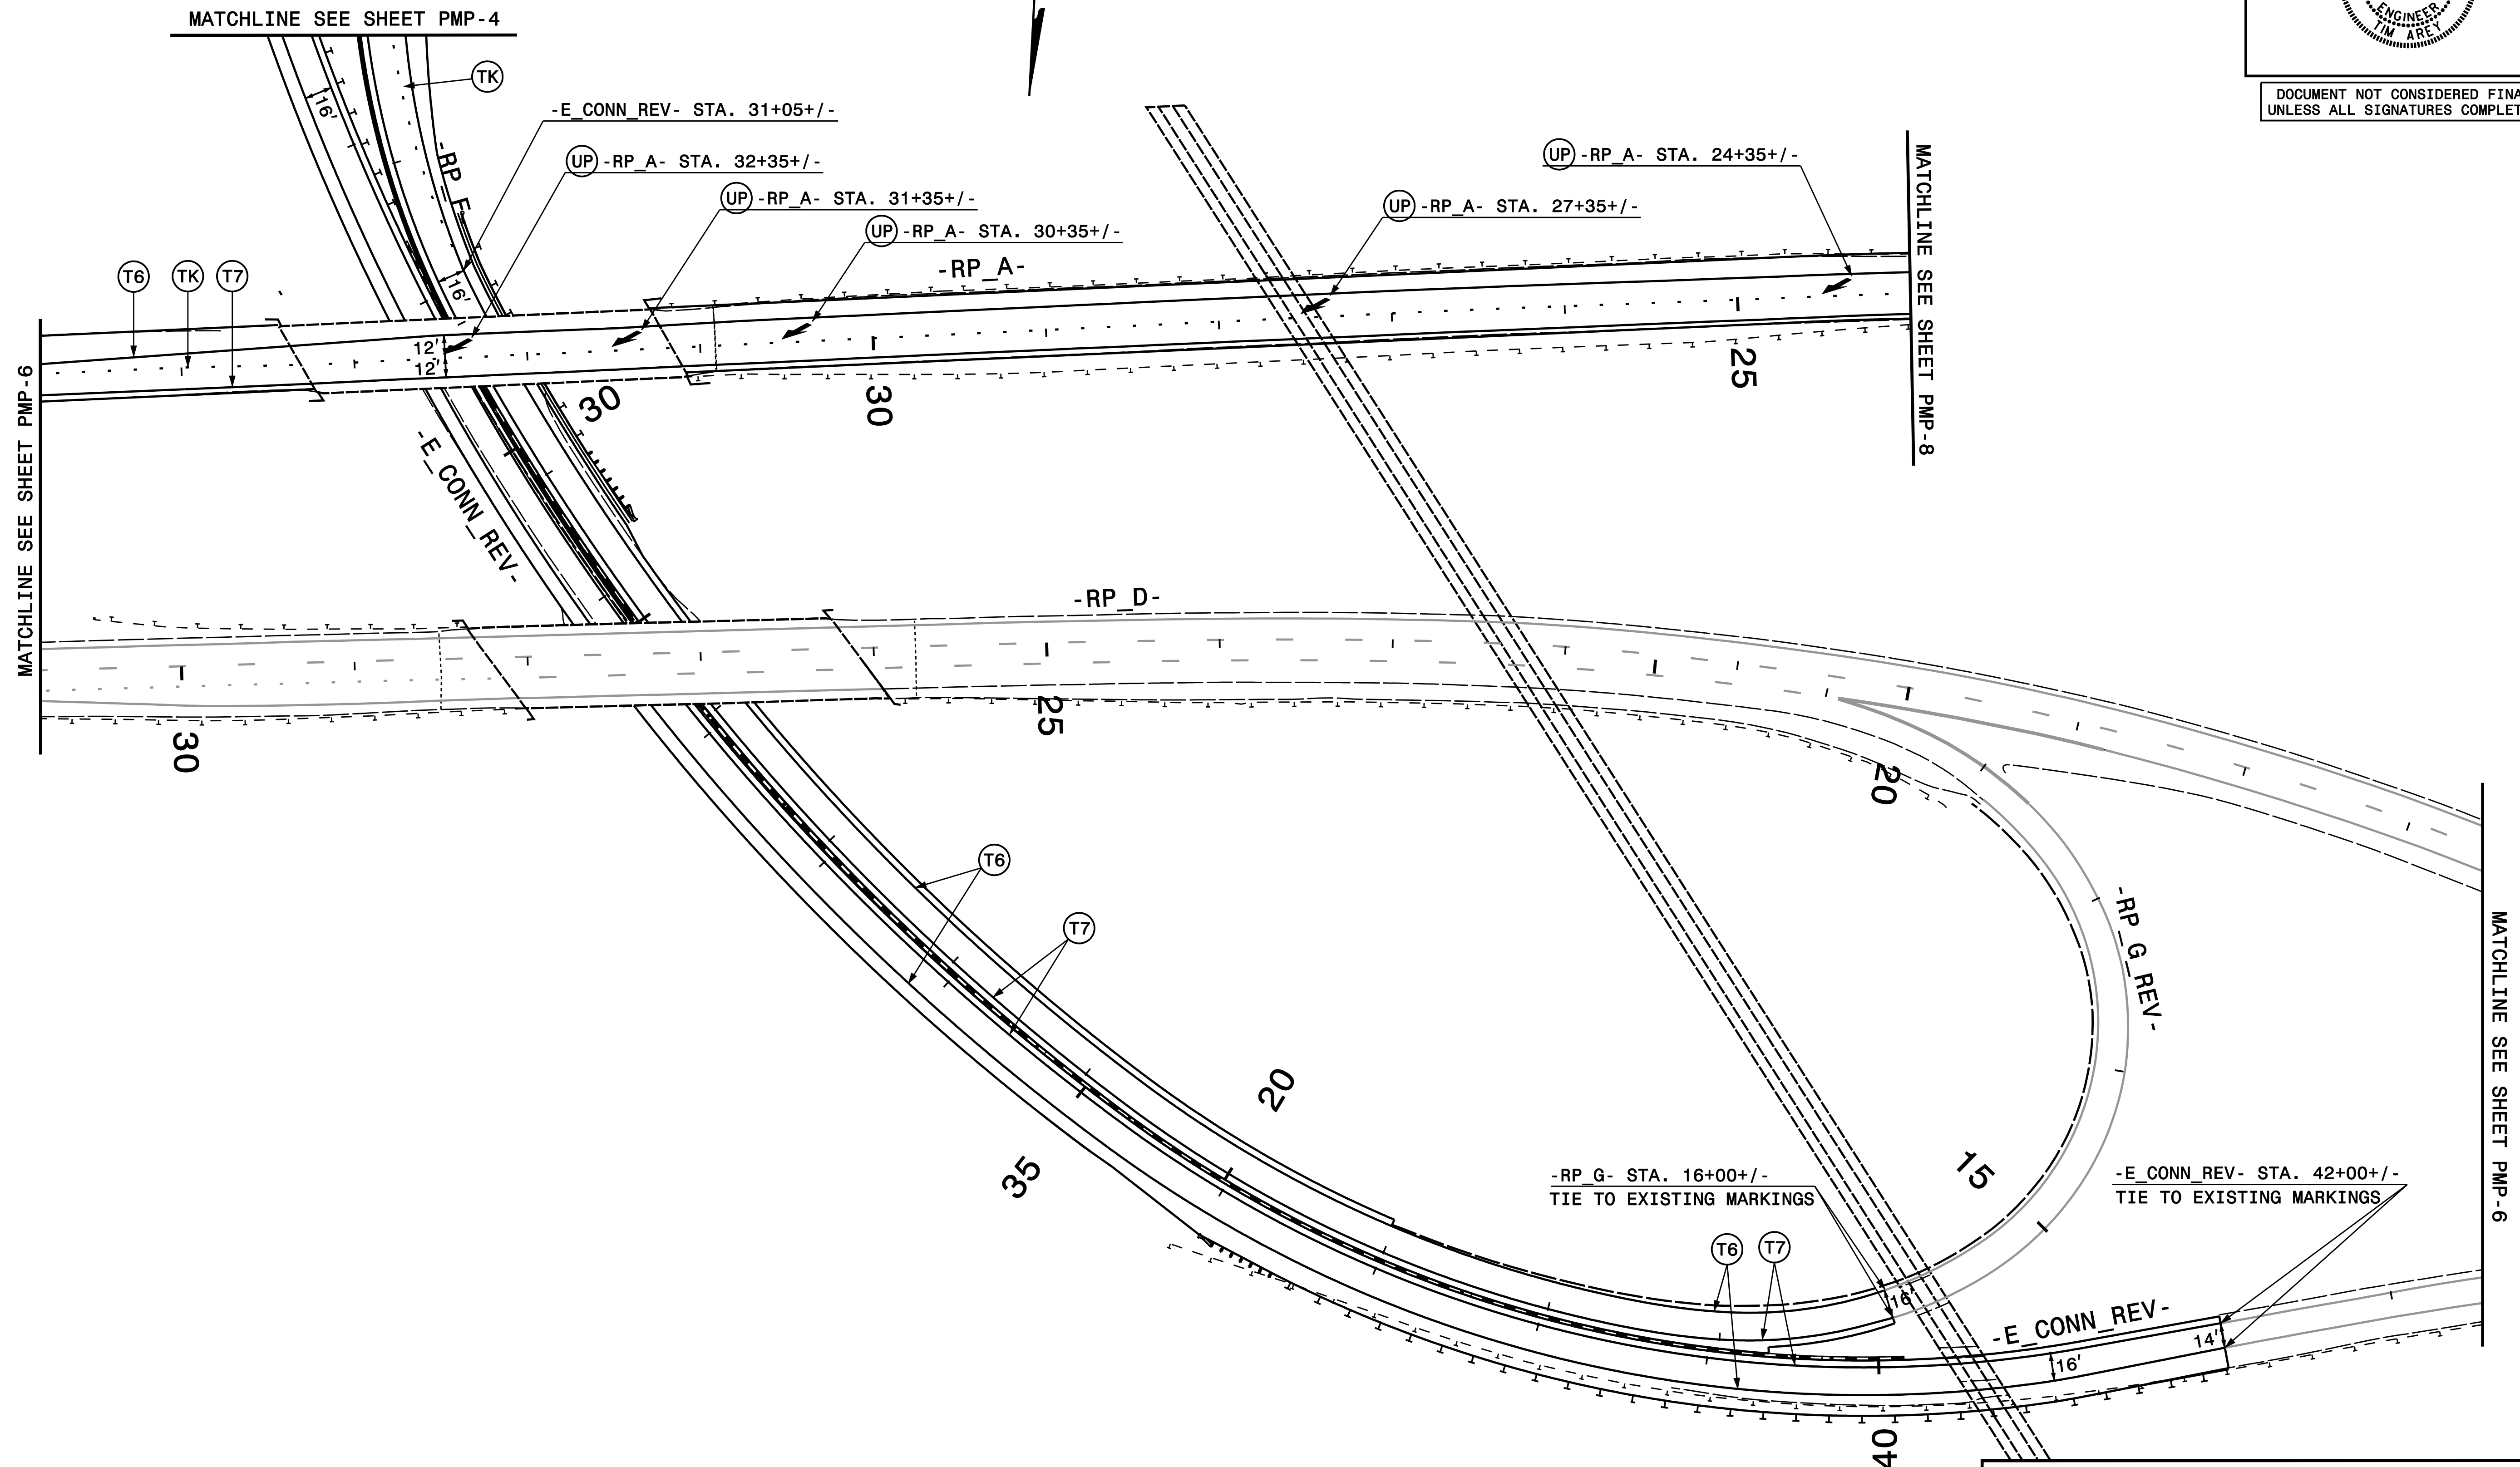 MATCHLINE SEE SHEET PMP-4
ENGINEER
TIM AREY
DOCUMENT NOT CONSIDERED FINA
UNLESS ALL SIGNATURES COMPLET
TK
16'
-RP_F-
-E_CONN_REV- STA. 31+05+/-
UP -RP_A- STA. 32+35+/-
UP -RP_A- STA. 31+35+/-
UP -RP_A- STA. 30+35+/-
UP -RP_A- STA. 27+35+/-
UP -RP_A- STA. 24+35+/-
MATCHLINE SEE SHEET PMP-8
T6 TK T7
16'
-RP_A-
12'
12'
30
30
25
MATCHLINE SEE SHEET PMP-6
-E_CONN_REV-
-RP_D-
30
25
20
T6
T7
-RP_G_REV-
MATCHLINE SEE SHEET PMP-6
20
35
15
-RP_G- STA. 16+00+/-
TIE TO EXISTING MARKINGS
-E_CONN_REV- STA. 42+00+/-
TIE TO EXISTING MARKINGS
T6 T7
16'
-E_CONN_REV-
14'
16'
40